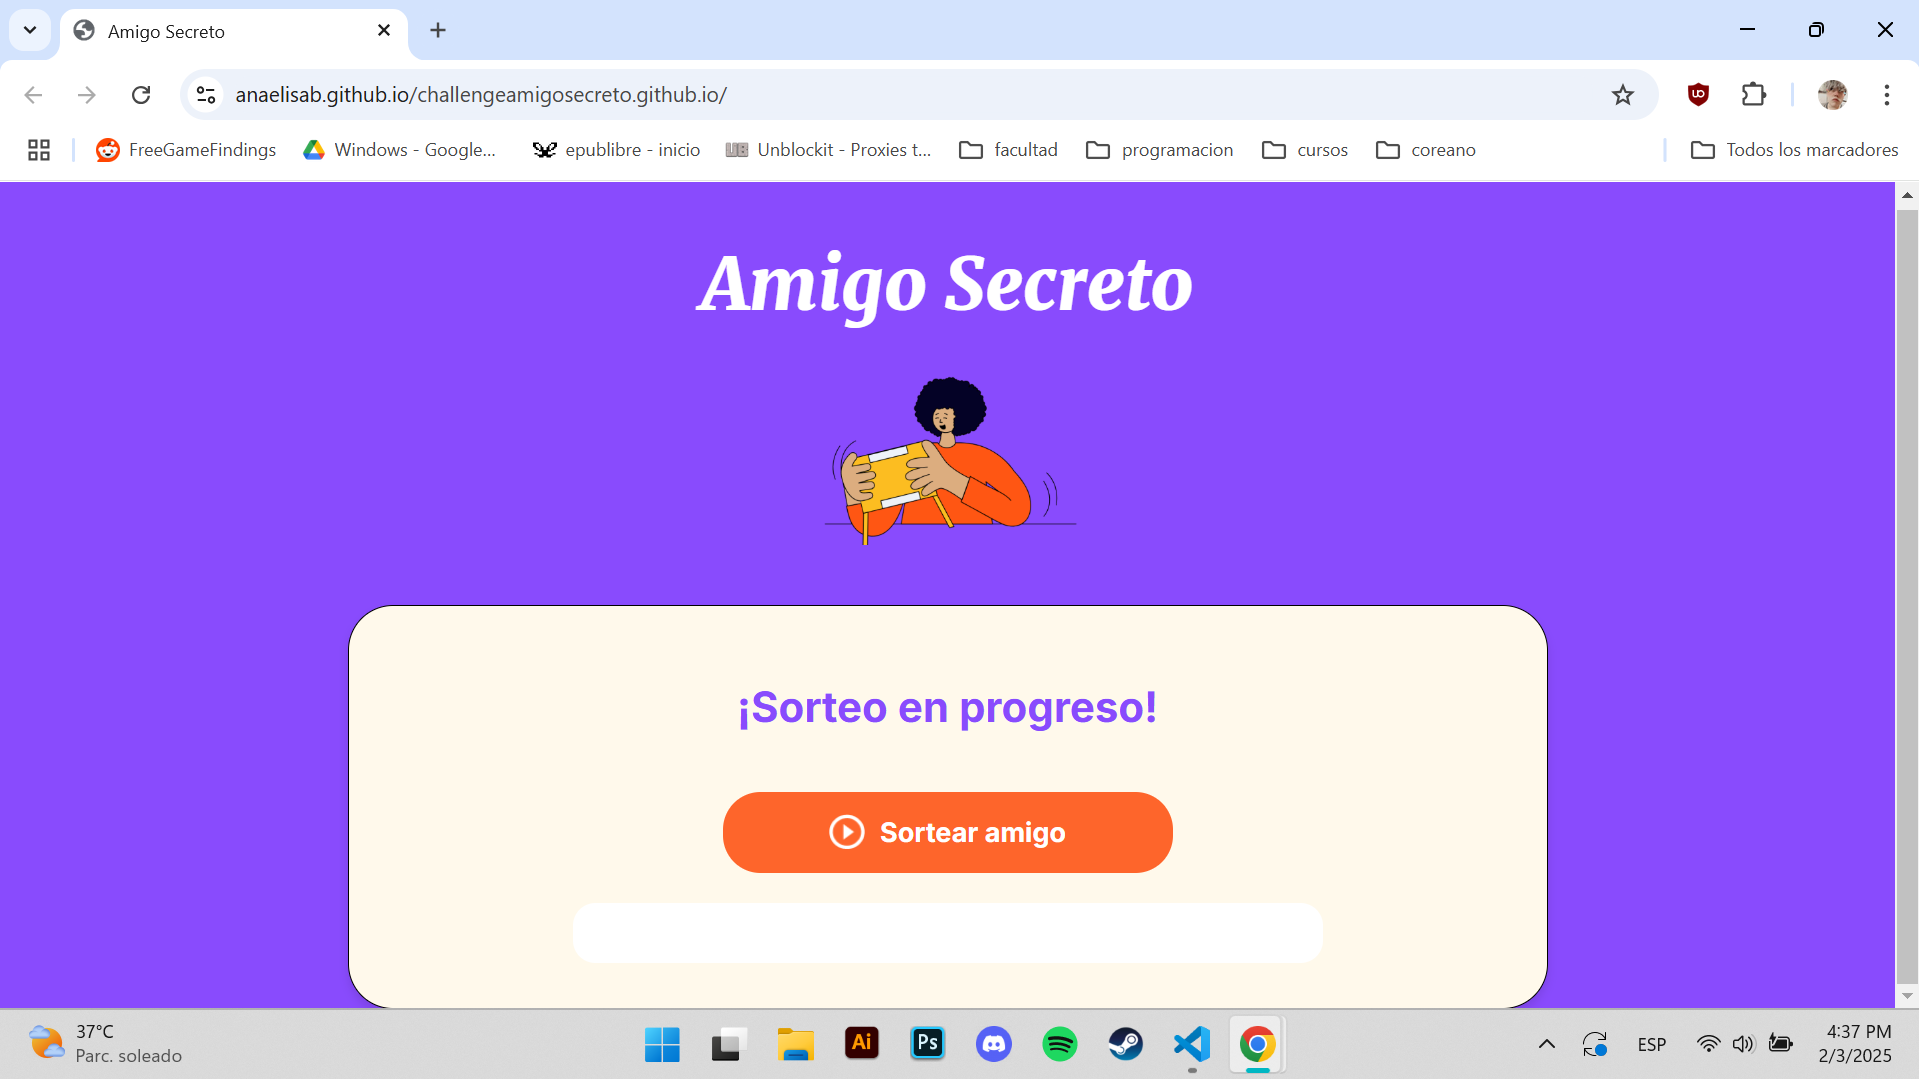 Amigo Secreto
anaelisab.github.io/challengeamigosecreto.github.io/
FreeGameFindings
Windows - Google...
epublibre - inicio
UB
Unblockit - Proxies t...
facultad
programacion
cursos
coreano
Todos los marcadores
Amigo Secreto
¡Sorteo en progreso!
Sortear amigo
37°C
Parc. soleado
Ai
Ps
ESP
4:37 PM
2/3/2025